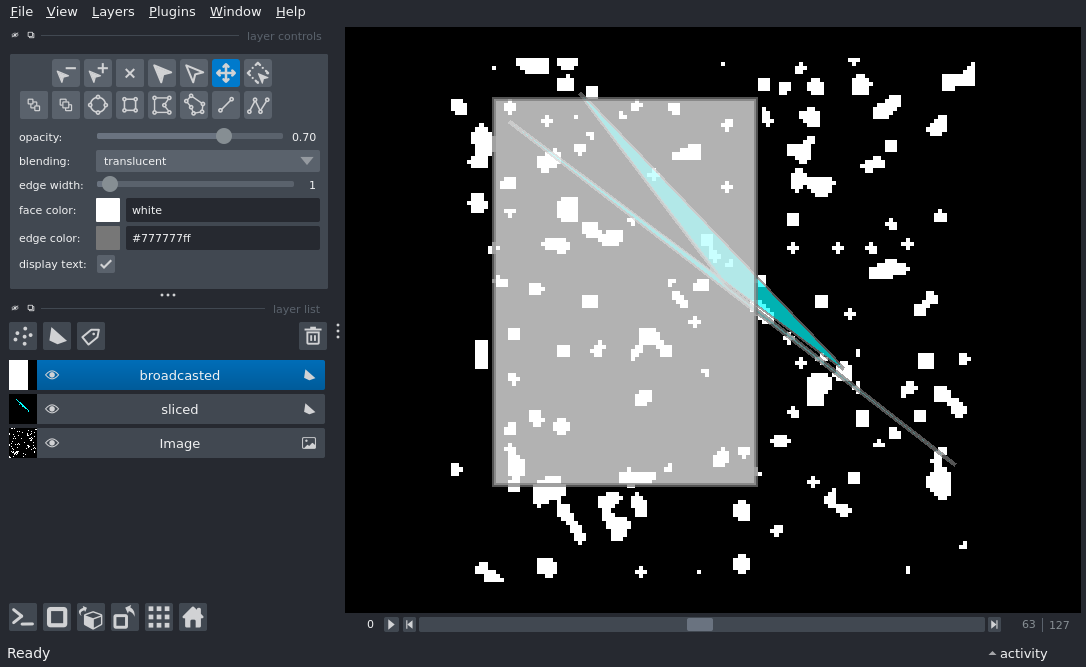 File View Layers Plugins Window Help
layer controls
opacity: 0.70
blending: translucent
edge width: 1
face color: white
edge color: #777777ff
display text:
layer list
broadcasted
sliced
Image
0 63 127
Ready activity